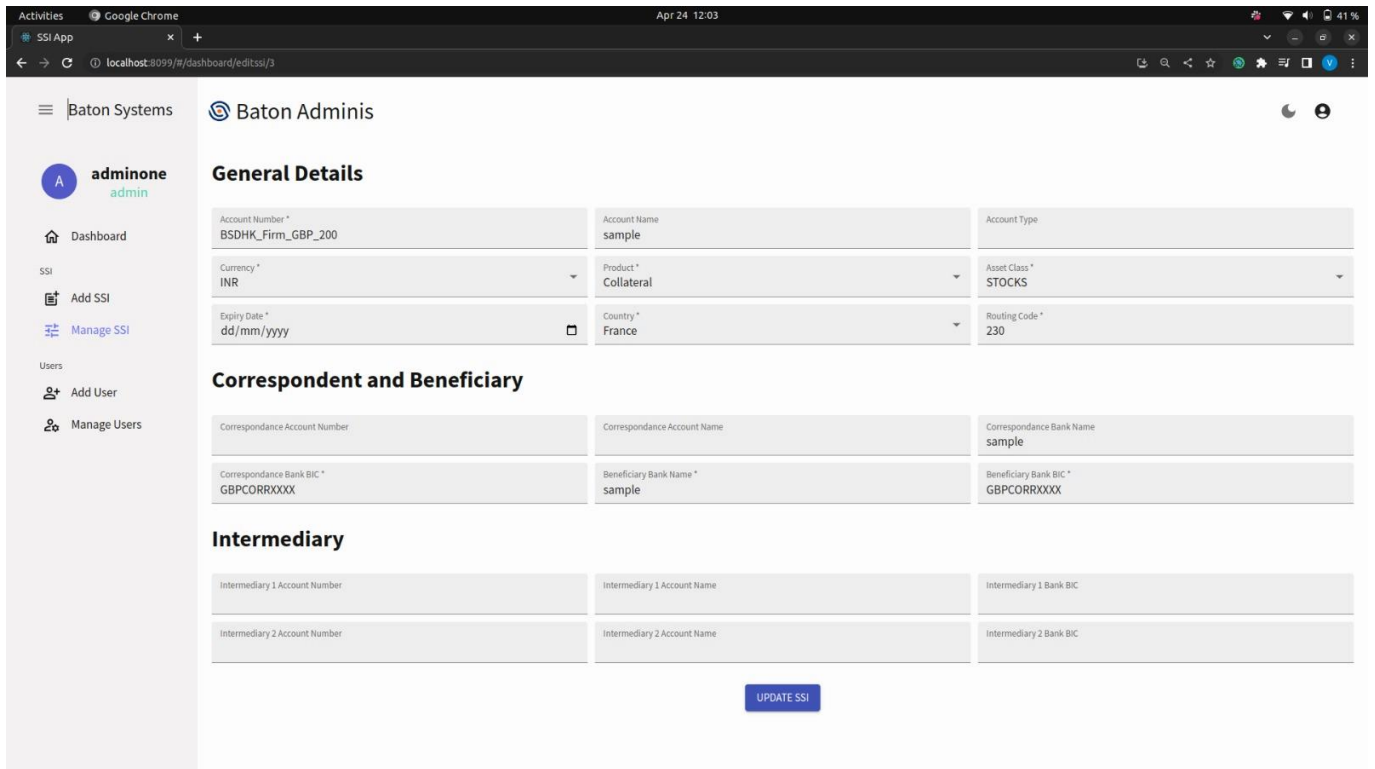 Activities Google Chrome Apr 24 12:03 41 %
SSI App
localhost:8099/#/dashboard/editssi/3 V
Baton Systems Baton Adminis
A adminone
admin
Dashboard
SSI
Add SSI
Manage SSI
Users
Add User
Manage Users
General Details
Account Number * Account Name Account Type
BSDHK_Firm_GBP_200 sample
Currency * Product * Asset Class *
INR Collateral STOCKS
Expiry Date * Country * Routing Code *
dd/mm/yyyy France 230
Correspondent and Beneficiary
Correspondance Account Number Correspondance Account Name Correspondance Bank Name
sample
Correspondance Bank BIC * Beneficiary Bank Name * Beneficiary Bank BIC *
GBPCORRXXXX sample GBPCORRXXXX
Intermediary
Intermediary 1 Account Number Intermediary 1 Account Name Intermediary 1 Bank BIC
Intermediary 2 Account Number Intermediary 2 Account Name Intermediary 2 Bank BIC
UPDATE SSI